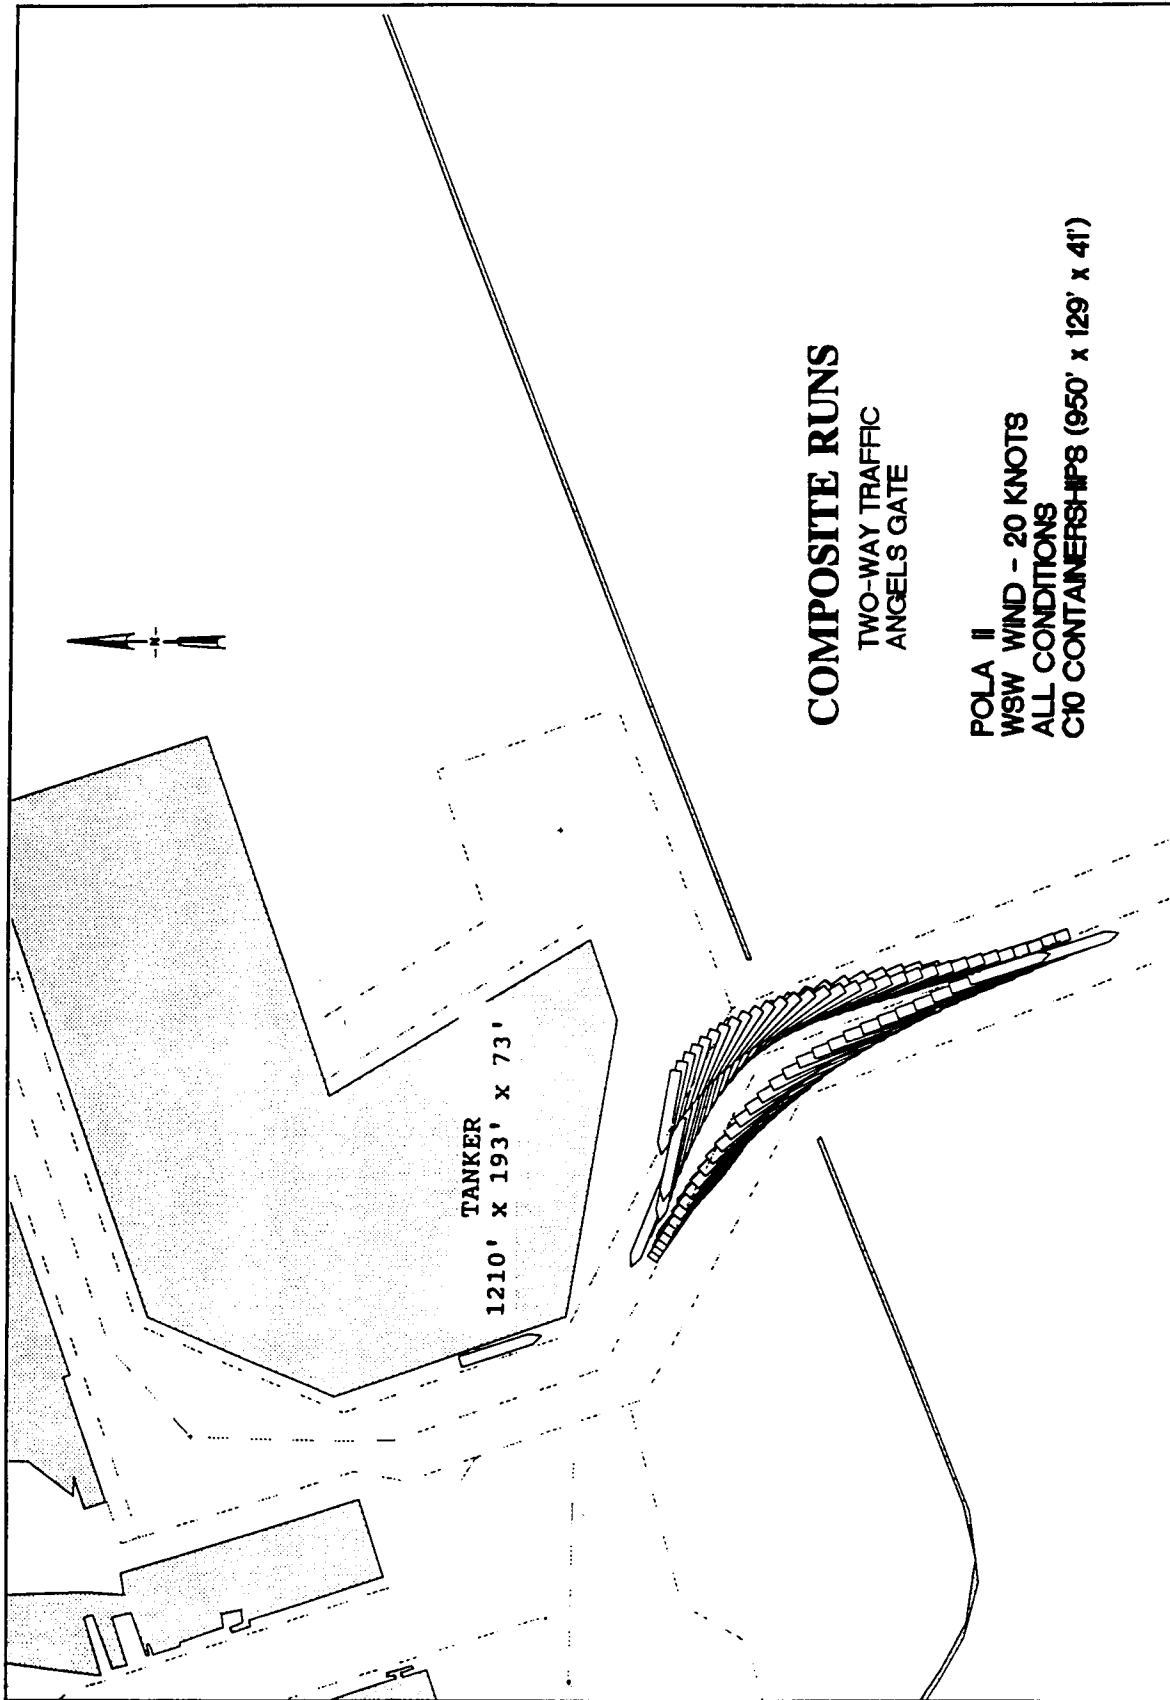 -N-
TANKER
1210' x 193' x 73'
COMPOSITE RUNS
TWO-WAY TRAFFIC
ANGELS GATE
POLA II
WSW WIND - 20 KNOTS
ALL CONDITIONS
C10 CONTAINERSHIPS (950' x 129' x 41')